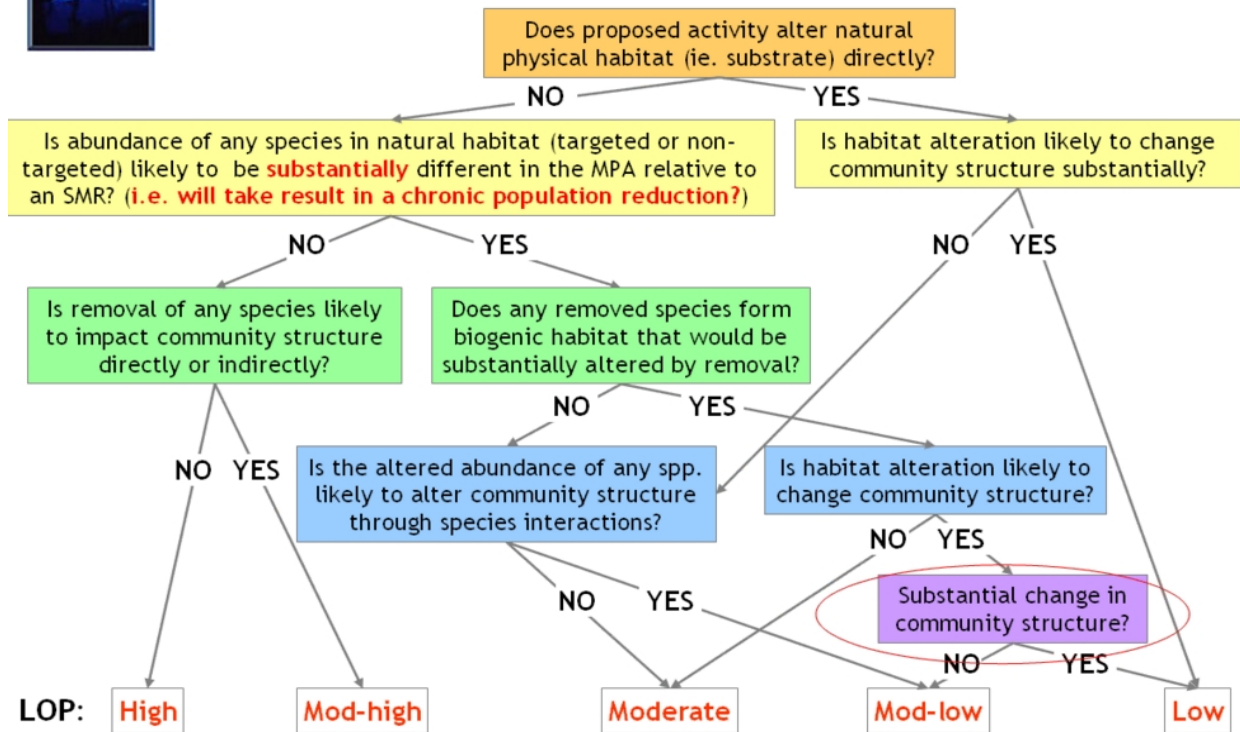 Does proposed activity alter natural
physical habitat (ie. substrate) directly?
NO
YES
Is abundance of any species in natural habitat (targeted or non-
targeted) likely to be substantially different in the MPA relative to
an SMR? (i.e. will take result in a chronic population reduction?)
Is habitat alteration likely to change
community structure substantially?
NO
YES
NO
YES
Is removal of any species likely
to impact community structure
directly or indirectly?
Does any removed species form
biogenic habitat that would be
substantially altered by removal?
NO
YES
NO
YES
Is the altered abundance of any spp.
likely to alter community structure
through species interactions?
Is habitat alteration likely to
change community structure?
NO
YES
NO
YES
Substantial change in
community structure?
NO
YES
LOP:
High
Mod-high
Moderate
Mod-low
Low